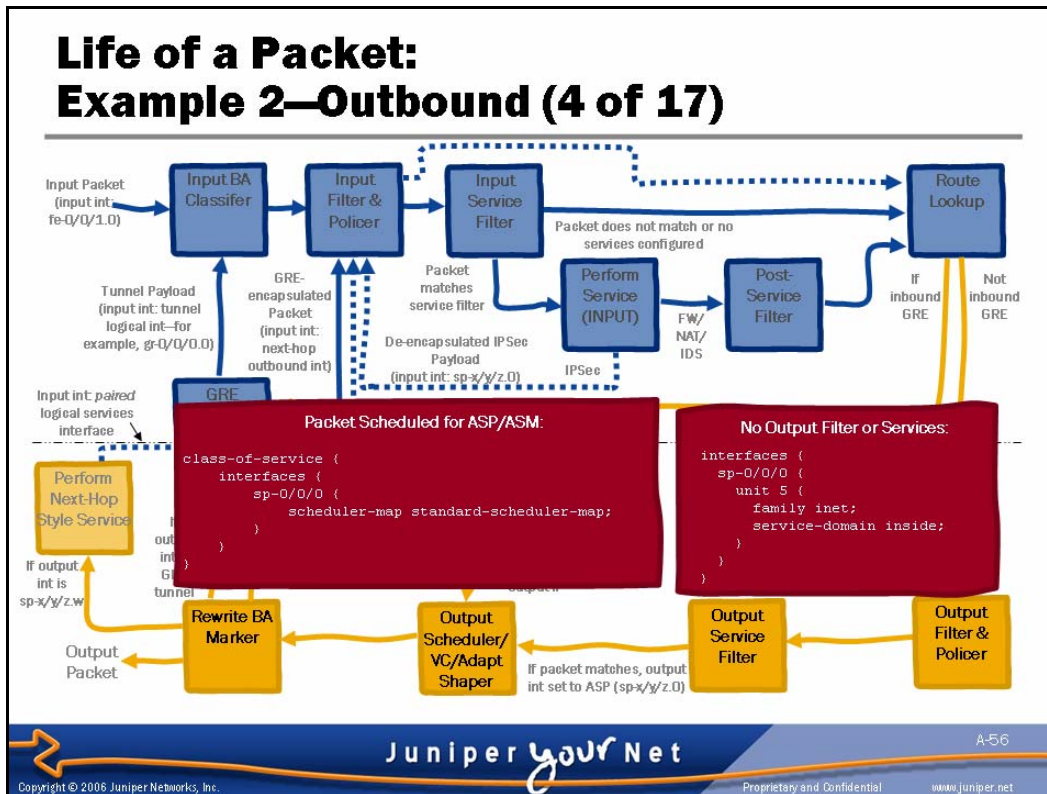 Life of a Packet:
Example 2—Outbound (4 of 17)
Input Packet
(input int:
fe-0/0/1.0)
Input BA
Classifer
Input
Filter &
Policer
Input
Service
Filter
Route
Lookup
Packet does not match or no
services configured
Tunnel Payload
(input int: tunnel
logical int—for
example, gr-0/0/0.0)
GRE-
encapsulated
Packet
(input int:
next-hop
outbound int)
Packet
matches
service filter
Perform
Service
(INPUT)
FW/
NAT/
IDS
Post-
Service
Filter
If
inbound
GRE
Not
inbound
GRE
De-encapsulated IPSec
Payload
(input int: sp-x/y/z.0)
IPSec
Input int: paired
logical services
interface
GRE
Packet Scheduled for ASP/ASM:
class-of-service {
interfaces {
sp-0/0/0 {
scheduler-map standard-scheduler-map;
}
}
}
No Output Filter or Services:
interfaces {
sp-0/0/0 {
unit 5 {
family inet;
service-domain inside;
}
}
}
Perform
Next-Hop
Style Service
If output
int is
sp-x/y/z.w
tunnel
Output
Packet
Rewrite BA
Marker
Output
Scheduler/
VC/Adapt
Shaper
If packet matches, output
int set to ASP (sp-x/y/z.0)
Output
Service
Filter
Output
Filter &
Policer
Juniper your Net
A-56
Copyright © 2006 Juniper Networks, Inc.
Proprietary and Confidential
www.juniper.net